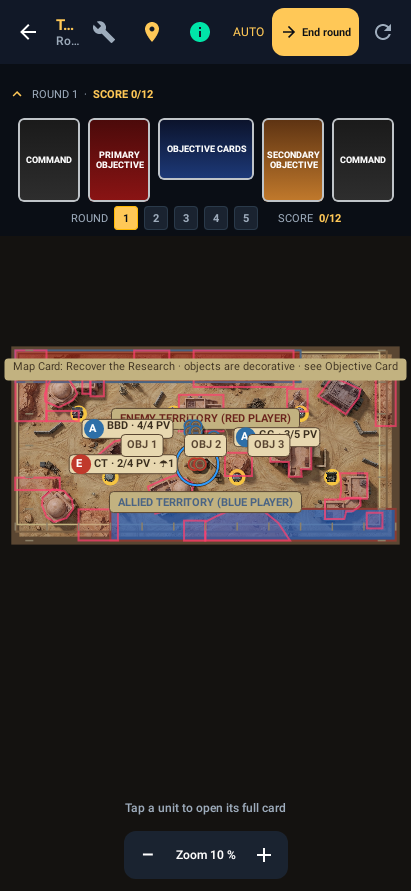 T...
Ro...
AUTO
End round
ROUND 1 · SCORE 0/12
COMMAND
PRIMARY
OBJECTIVE
OBJECTIVE CARDS
SECONDARY
OBJECTIVE
COMMAND
ROUND 1 2 3 4 5 SCORE 0/12
Map Card: Recover the Research · objects are decorative · see Objective Card
ENEMY TERRITORY (RED PLAYER)
A BBD · 4/4 PV
A 3/5 PV
OBJ 1
OBJ 2
OBJ 3
E CT · 2/4 PV · ☂1
ALLIED TERRITORY (BLUE PLAYER)
Tap a unit to open its full card
− Zoom 10 % +